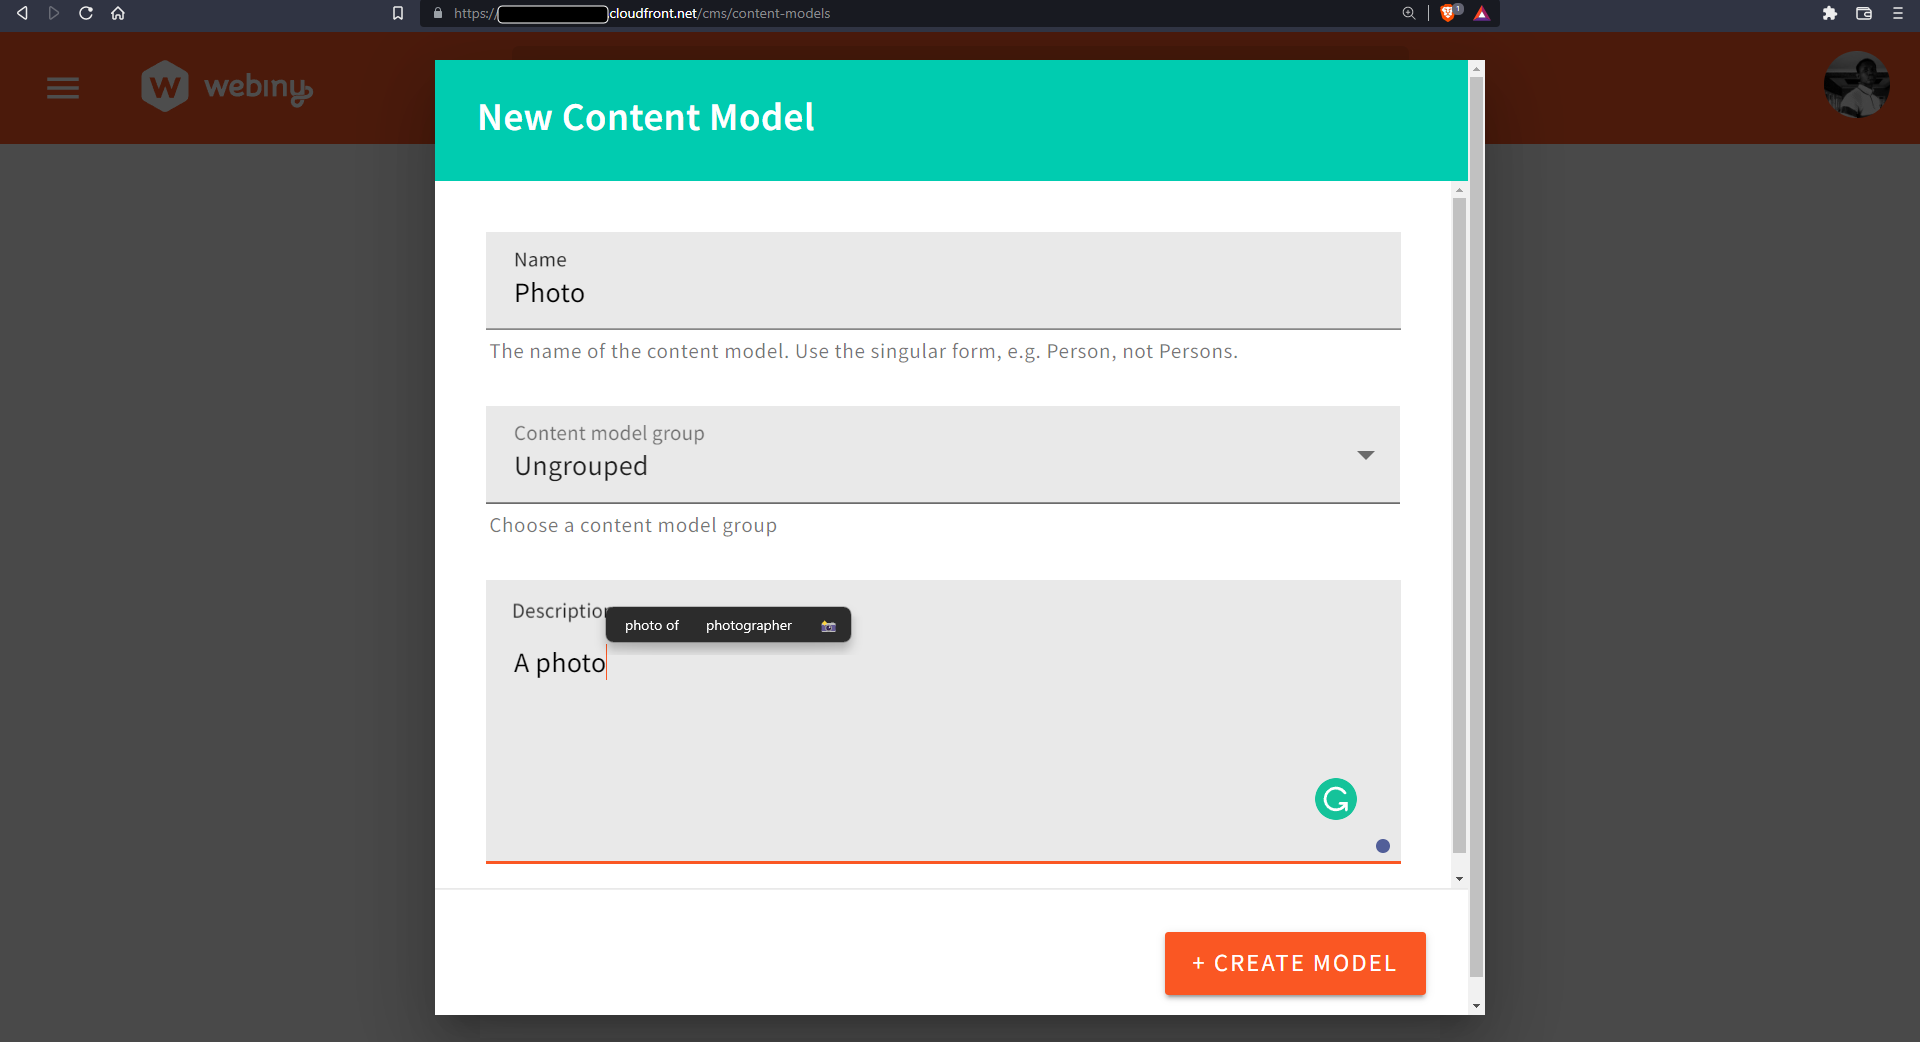 https://cloudfront.net/cms/content-models
1
webiny
New Content Model
Name
Photo
The name of the content model. Use the singular form, e.g. Person, not Persons.
Content model group
Ungrouped
Choose a content model group
Description
photo of photographer
A photo
+ CREATE MODEL